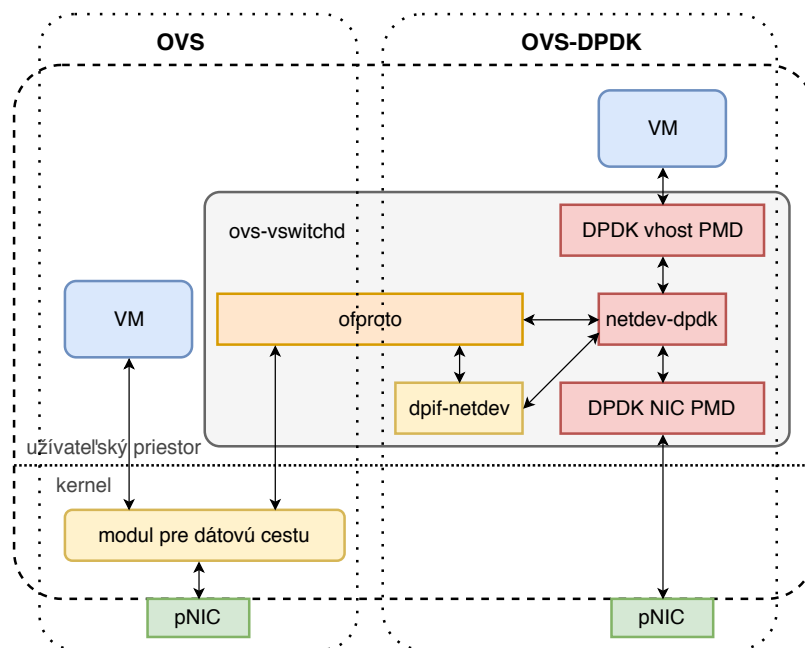 OVS
OVS-DPDK
VM
ovs-vswitchd
DPDK vhost PMD
VM
ofproto
netdev-dpdk
dpif-netdev
DPDK NIC PMD
užívateľský priestor
kernel
modul pre dátovú cestu
pNIC
pNIC